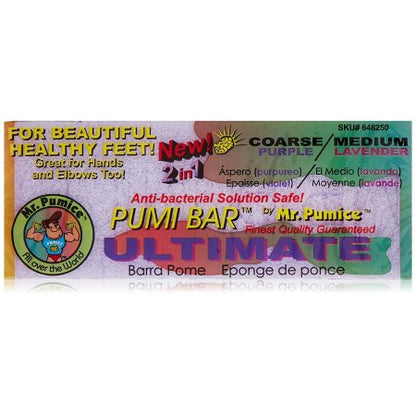 SKU# 648250
FOR BEAUTIFUL
HEALTHY FEET!
Great for Hands
and Elbows Too!
New!
2 in 1
COARSE / MEDIUM
PURPLE LAVENDER
Áspero (purpureo) / El Medio (lavanda)
Epaisse (violet) / Moyenne (lavande)
Anti-bacterial Solution Safe!
PUMI BAR™ by Mr. Pumice™
Finest Quality Guaranteed
ULTIMATE
Barra Pome Eponge de ponce
Mr. Pumice™
PUMICE
All over the World